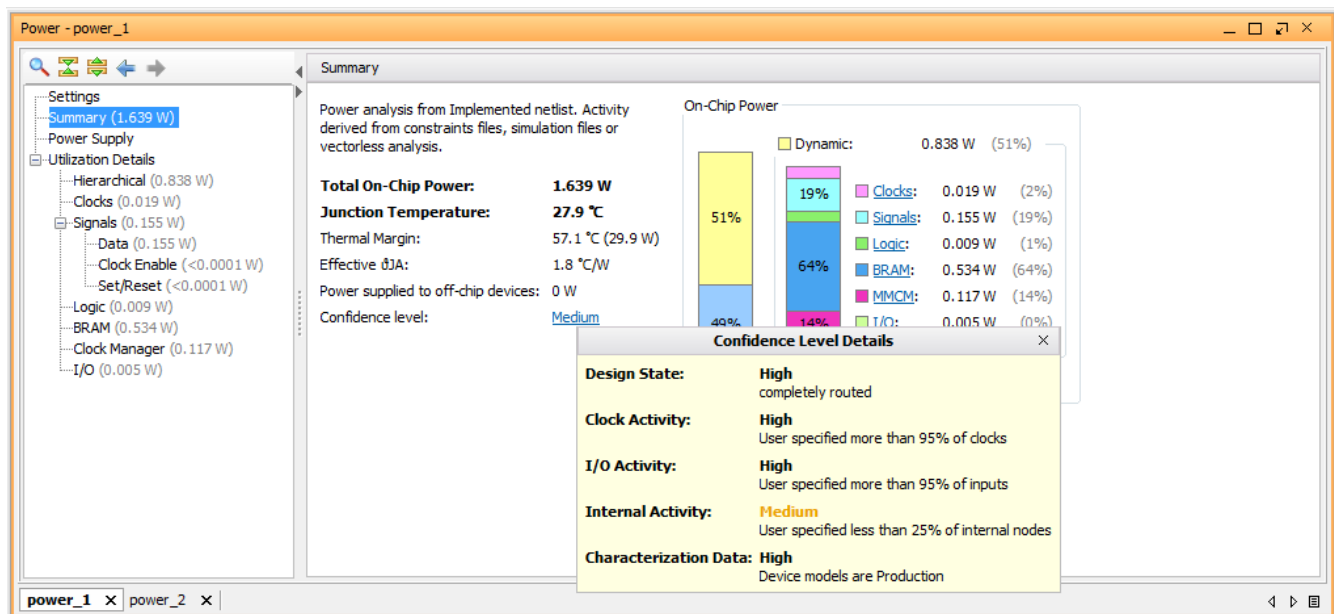 Power - power_1
Summary
Settings
Summary (1.639 W)
Power Supply
Utilization Details
Hierarchical (0.838 W)
Clocks (0.019 W)
Signals (0.155 W)
Data (0.155 W)
Clock Enable (<0.0001 W)
Set/Reset (<0.0001 W)
Logic (0.009 W)
BRAM (0.534 W)
Clock Manager (0.117 W)
I/O (0.005 W)
Power analysis from Implemented netlist. Activity
derived from constraints files, simulation files or
vectorless analysis.
Total On-Chip Power: 1.639 W
Junction Temperature: 27.9 °C
Thermal Margin: 57.1 °C (29.9 W)
Effective ϑJA: 1.8 °C/W
Power supplied to off-chip devices: 0 W
Confidence level: Medium
On-Chip Power
51%
49%
Dynamic: 0.838 W (51%)
19%
64%
14%
Clocks: 0.019 W (2%)
Signals: 0.155 W (19%)
Logic: 0.009 W (1%)
BRAM: 0.534 W (64%)
MMCM: 0.117 W (14%)
I/O: 0.005 W (0%)
Confidence Level Details
Design State: High
completely routed
Clock Activity: High
User specified more than 95% of clocks
I/O Activity: High
User specified more than 95% of inputs
Internal Activity: Medium
User specified less than 25% of internal nodes
Characterization Data: High
Device models are Production
power_1 power_2